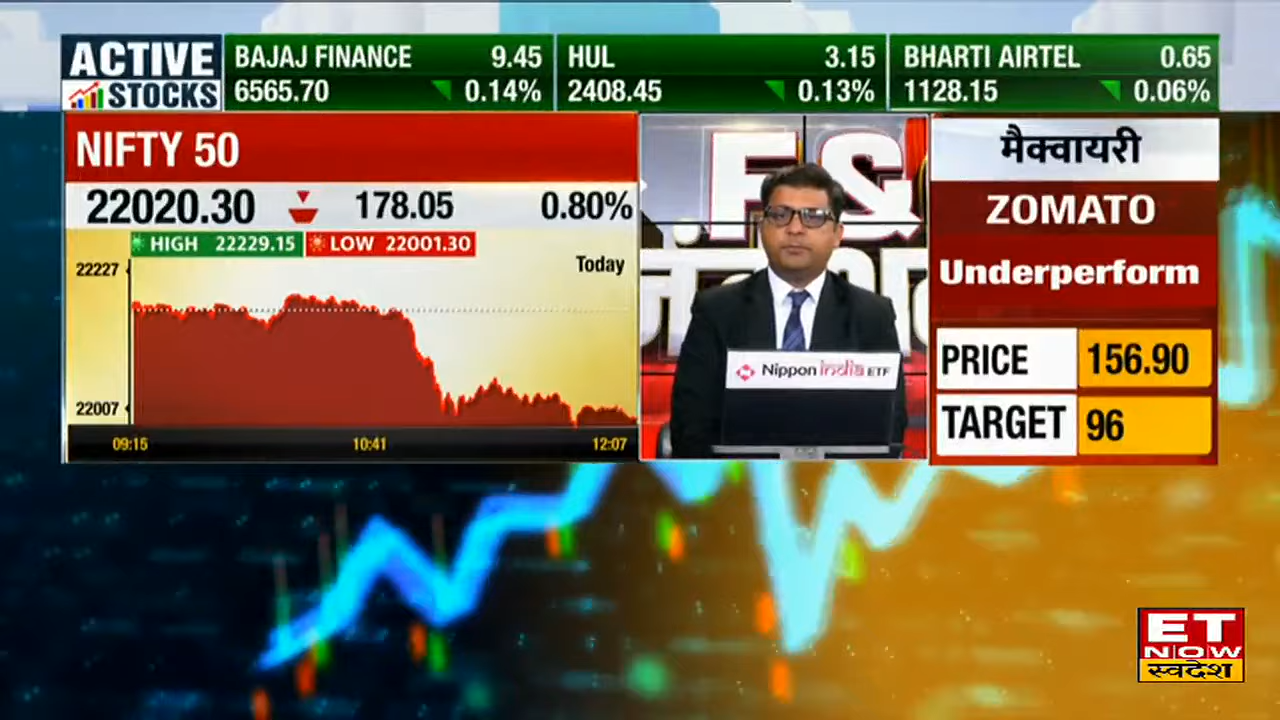 ACTIVE
STOCKS
BAJAJ FINANCE 9.45
6565.70 0.14%
HUL 3.15
2408.45 0.13%
BHARTI AIRTEL 0.65
1128.15 0.06%
NIFTY 50
22020.30 178.05 0.80%
HIGH 22229.15 LOW 22001.30
Today
22227
22007
09:15 10:41 12:07
F&
Nippon india ETF
मैक्वायरी
ZOMATO
Underperform
PRICE 156.90
TARGET 96
ET
NOW
स्वदेश